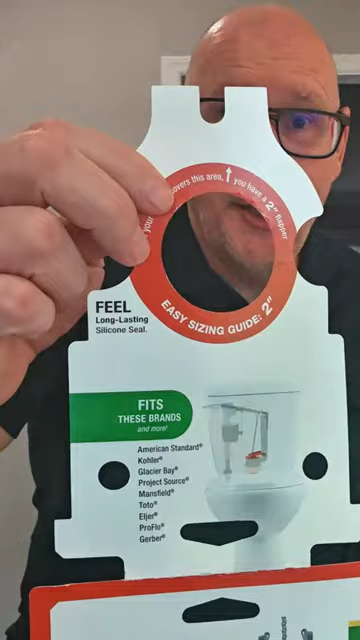 your
overs this area, ↑ you have a 2" flapper
EASY SIZING GUIDE: 2"
FEEL
Long-Lasting
Silicone Seal.
FITS
THESE BRANDS
and more!
American Standard®
Kohler®
Glacier Bay®
Project Source®
Mansfield®
Toto®
Eljer®
ProFlo®
Gerber®